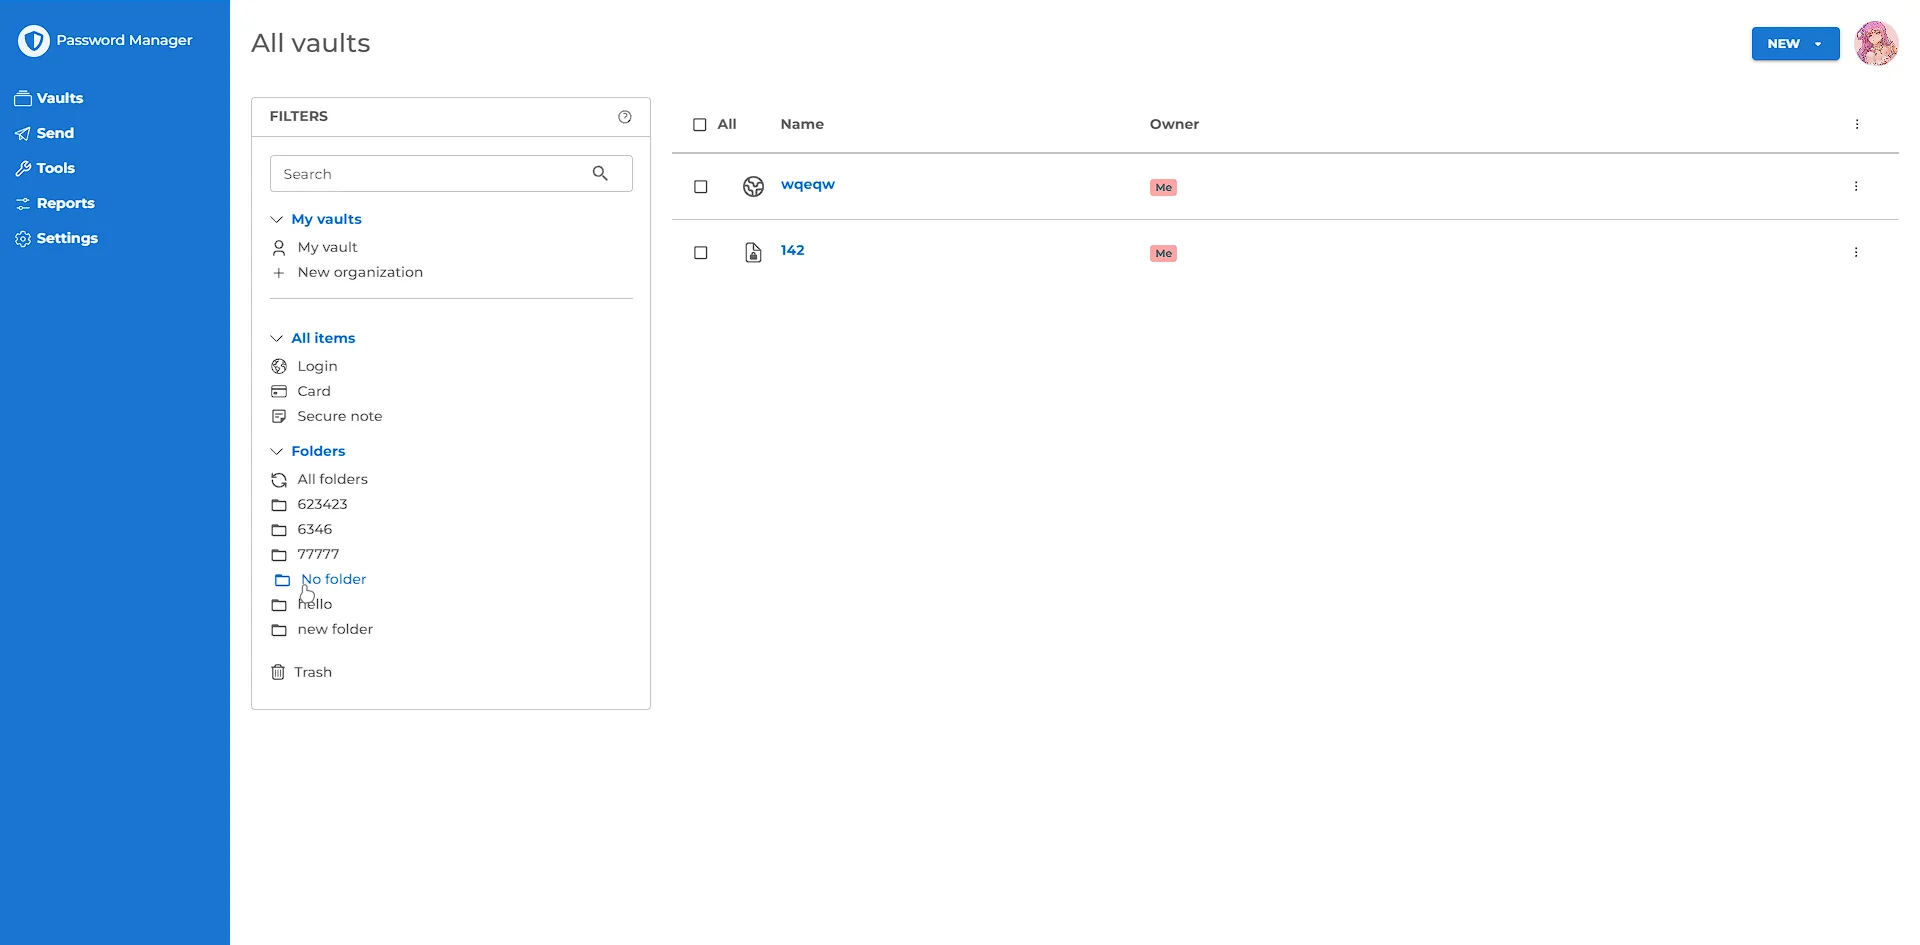 Password Manager
Vaults
Send
Tools
Reports
Settings
All vaults
NEW
FILTERS
Search
My vaults
My vault
New organization
All items
Login
Card
Secure note
Folders
All folders
623423
6346
77777
No folder
hello
new folder
Trash
All Name Owner
wqeqw Me
142 Me